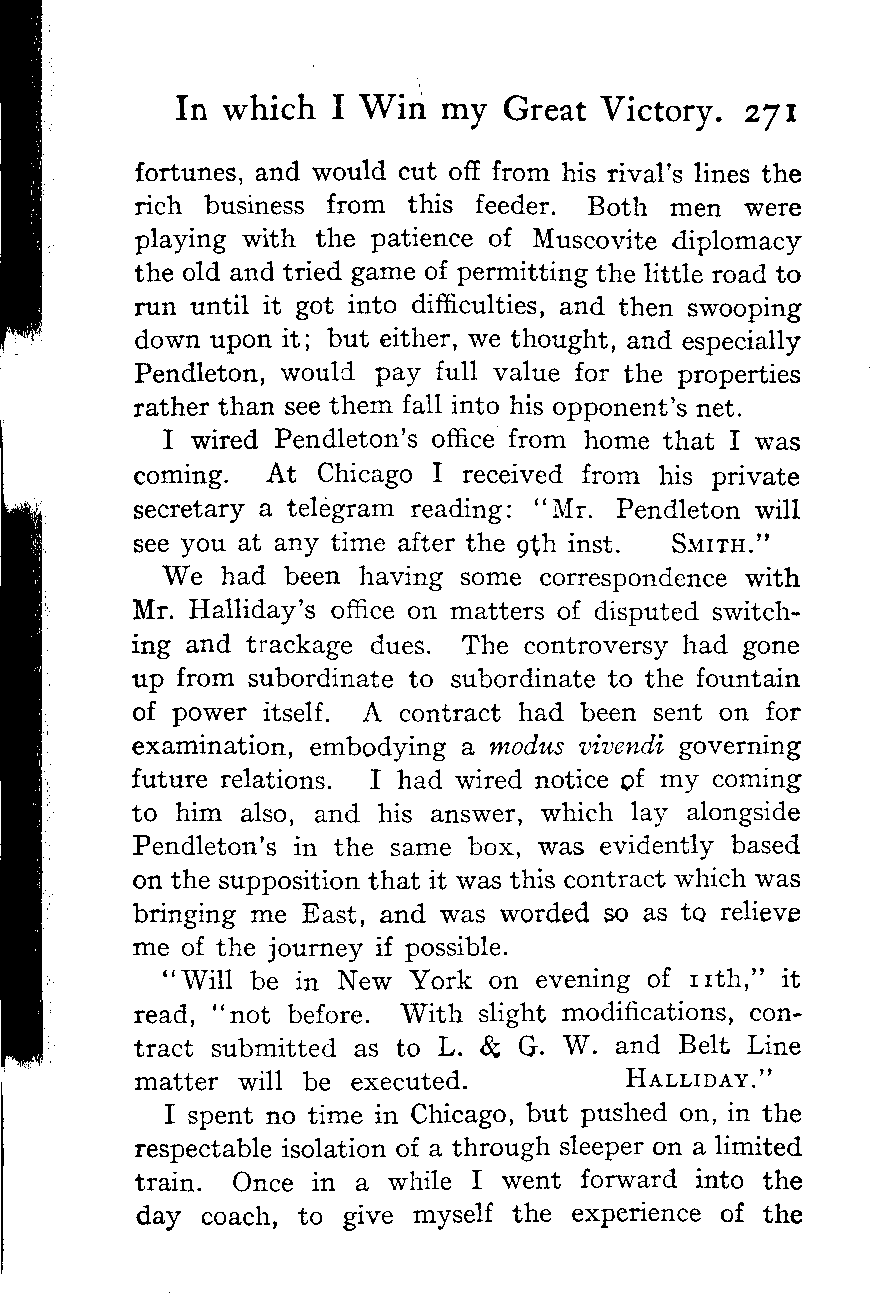 In which I Win my Great Victory. 271
fortunes, and would cut off from his rival's lines the
rich business from this feeder. Both men were
playing with the patience of Muscovite diplomacy
the old and tried game of permitting the little road to
run until it got into difficulties, and then swooping
down upon it; but either, we thought, and especially
Pendleton, would pay full value for the properties
rather than see them fall into his opponent's net.
I wired Pendleton's office from home that I was
coming. At Chicago I received from his private
secretary a telegram reading: "Mr. Pendleton will
see you at any time after the 9th inst. SMITH."
We had been having some correspondence with
Mr. Halliday's office on matters of disputed switch-
ing and trackage dues. The controversy had gone
up from subordinate to subordinate to the fountain
of power itself. A contract had been sent on for
examination, embodying a modus vivendi governing
future relations. I had wired notice of my coming
to him also, and his answer, which lay alongside
Pendleton's in the same box, was evidently based
on the supposition that it was this contract which was
bringing me East, and was worded so as to relieve
me of the journey if possible.
"Will be in New York on evening of 11th," it
read, "not before. With slight modifications, con-
tract submitted as to L. & G. W. and Belt Line
matter will be executed. HALLIDAY."
I spent no time in Chicago, but pushed on, in the
respectable isolation of a through sleeper on a limited
train. Once in a while I went forward into the
day coach, to give myself the experience of the